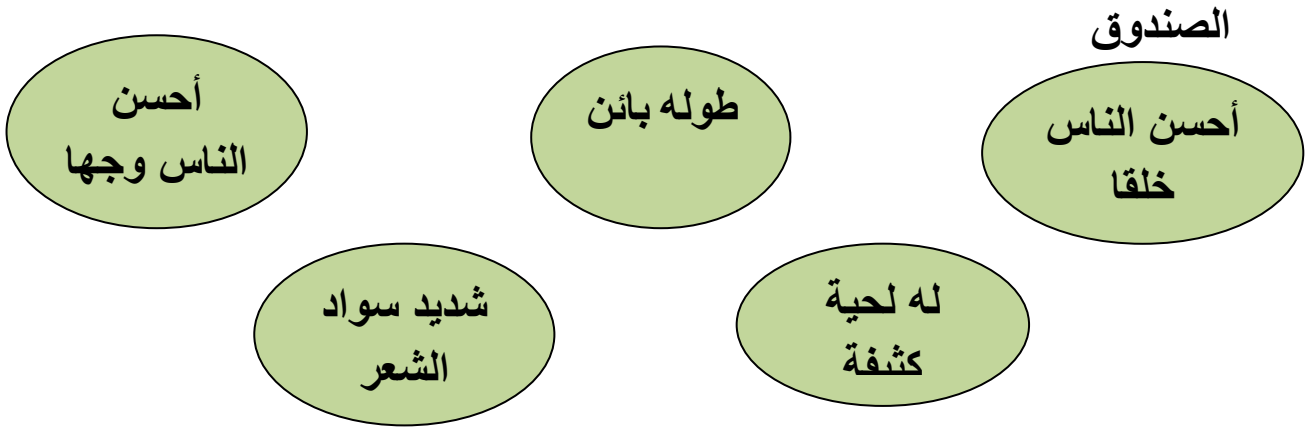 الصندوق
أحسن الناس
خلقا
طوله بائن
أحسن
الناس وجها
له لحية
كثيفة
شديد سواد
الشعر